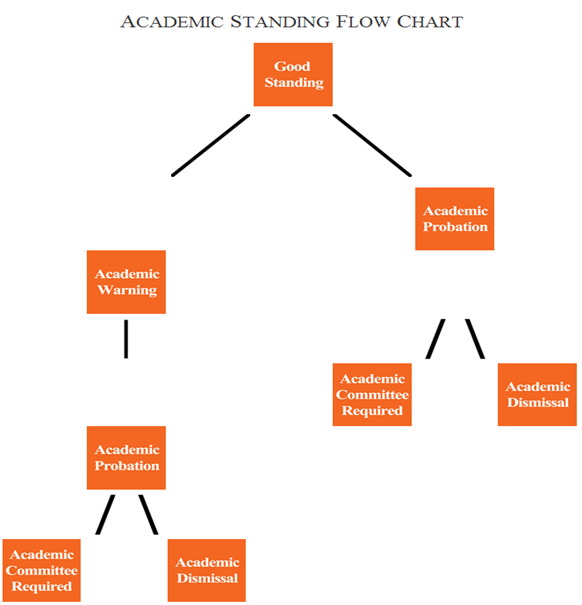 ACADEMIC STANDING FLOW CHART
Good
Standing
Academic
Probation
Academic
Warning
Academic
Committee
Required
Academic
Dismissal
Academic
Probation
Academic
Committee
Required
Academic
Dismissal